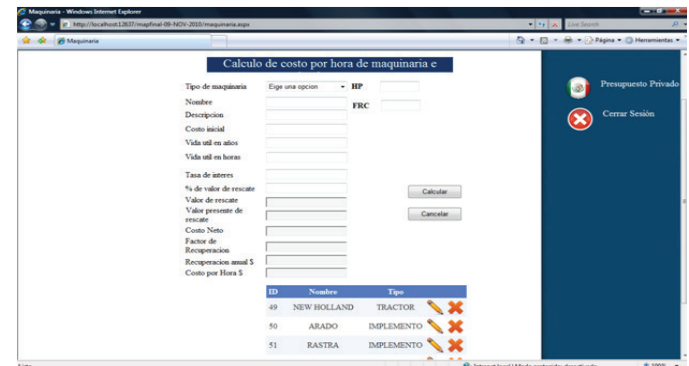 Maquinaria - Windows Internet Explorer
http://localhost:12637/mapfinal-09-NOV-2010/maquinaria.aspx
Live Search
Maquinaria
Página
Herramientas
Calculo de costo por hora de maquinaria e
Tipo de maquinaria Eige una opcion HP
Nombre FRC
Descripcion
Costo inicial
Vida util en años
Vida util en horas
Tasa de interes
% de valor de rescate
Calcular
Valor de rescate
Valor presente de
rescate
Cancelar
Costo Neto
Factor de
Recuperacion
Recuperacion anual $
Costo por Hora $
ID Nombre Tipo
49 NEW HOLLAND TRACTOR
50 ARADO IMPLEMENTO
51 RASTRA IMPLEMENTO
Presupuesto Privado
Cerrar Sesión